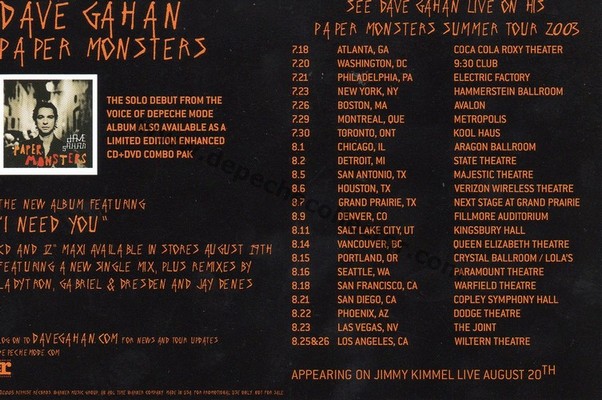 DAVE GAHAN
PAPER MONSTERS
PAPER
MONSTERS
THE SOLO DEBUT FROM THE
VOICE OF DEPECHE MODE
ALBUM ALSO AVAILABLE AS A
LIMITED EDITION ENHANCED
CD+DVD COMBO PAK
THE NEW ALBUM FEATURING
"I NEED YOU"
CD AND 12" MAXI AVAILABLE IN STORES AUGUST 19TH
FEATURING A NEW SINGLE MIX, PLUS REMIXES BY
LADYTRON, GABRIEL & DRESDEN AND JAY DENES
LOG ON TO DAVEGAHAN.COM FOR NEWS AND TOUR UPDATES
DEPECHEMODE.COM
SEE DAVE GAHAN LIVE ON HIS
PAPER MONSTERS SUMMER TOUR 2003
7.18 ATLANTA, GA COCA COLA ROXY THEATER
7.20 WASHINGTON, DC 9:30 CLUB
7.21 PHILADELPHIA, PA ELECTRIC FACTORY
7.23 NEW YORK, NY HAMMERSTEIN BALLROOM
7.26 BOSTON, MA AVALON
7.29 MONTREAL, QUE METROPOLIS
7.30 TORONTO, ONT KOOL HAUS
8.1 CHICAGO, IL ARAGON BALLROOM
8.2 DETROIT, MI STATE THEATRE
8.5 SAN ANTONIO, TX MAJESTIC THEATRE
8.6 HOUSTON, TX VERIZON WIRELESS THEATRE
8.7 GRAND PRAIRIE, TX NEXT STAGE AT GRAND PRAIRIE
8.9 DENVER, CO FILLMORE AUDITORIUM
8.11 SALT LAKE CITY, UT KINGSBURY HALL
8.14 VANCOUVER, BC QUEEN ELIZABETH THEATRE
8.15 PORTLAND, OR CRYSTAL BALLROOM / LOLA'S
8.16 SEATTLE, WA PARAMOUNT THEATRE
8.18 SAN FRANCISCO, CA WARFIELD THEATRE
8.21 SAN DIEGO, CA COPLEY SYMPHONY HALL
8.22 PHOENIX, AZ DODGE THEATRE
8.23 LAS VEGAS, NV THE JOINT
8.25&26 LOS ANGELES, CA WILTERN THEATRE
APPEARING ON JIMMY KIMMEL LIVE AUGUST 20TH